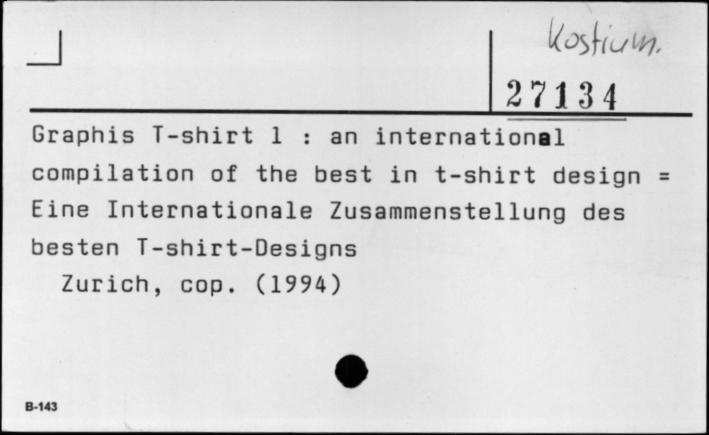 Kostium.
27134
Graphis T-shirt 1 : an international
compilation of the best in t-shirt design =
Eine Internationale Zusammenstellung des
besten T-shirt-Designs
Zurich, cop. (1994)
B-143